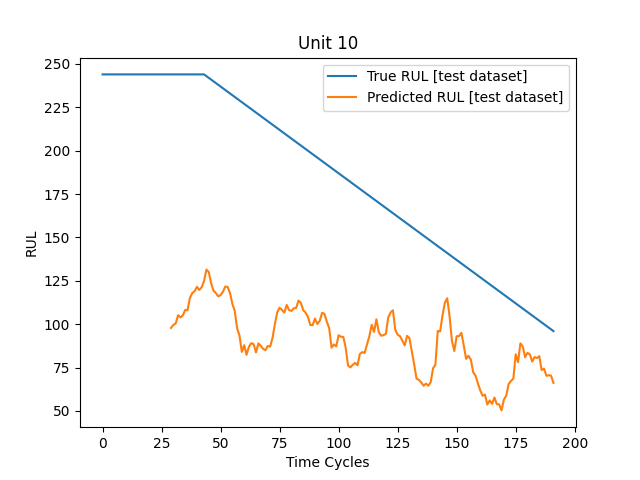 Unit 10
True RUL [test dataset]
Predicted RUL [test dataset]
RUL
250
225
200
175
150
125
100
75
50
0 25 50 75 100 125 150 175 200
Time Cycles